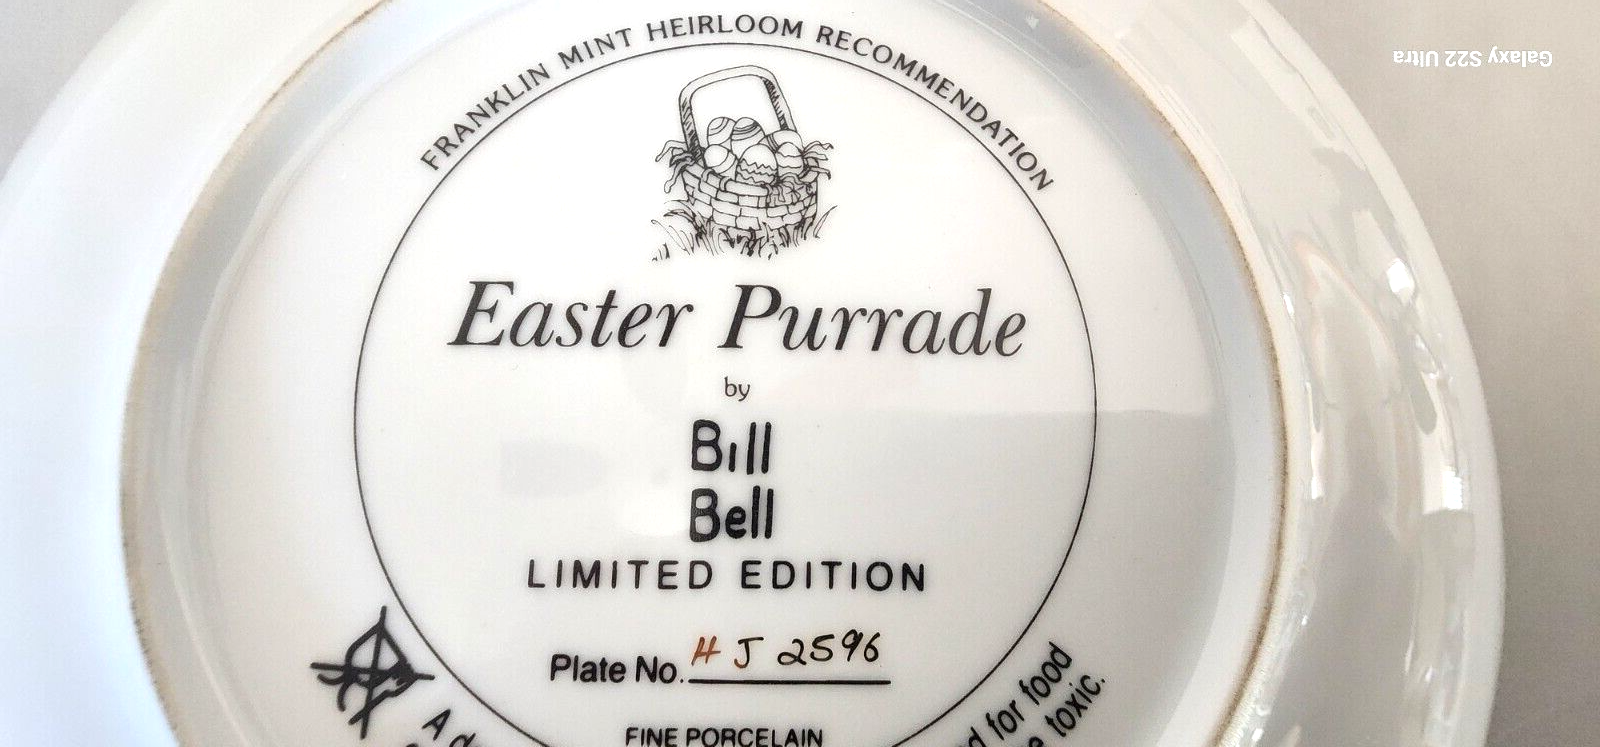 FRANKLIN MINT HEIRLOOM RECOMMENDATION
Easter Purrade
by
Bill
Bell
LIMITED EDITION
Plate No. HJ 2596
FINE PORCELAIN
A
for food
toxic.
Galaxy S22 Ultra